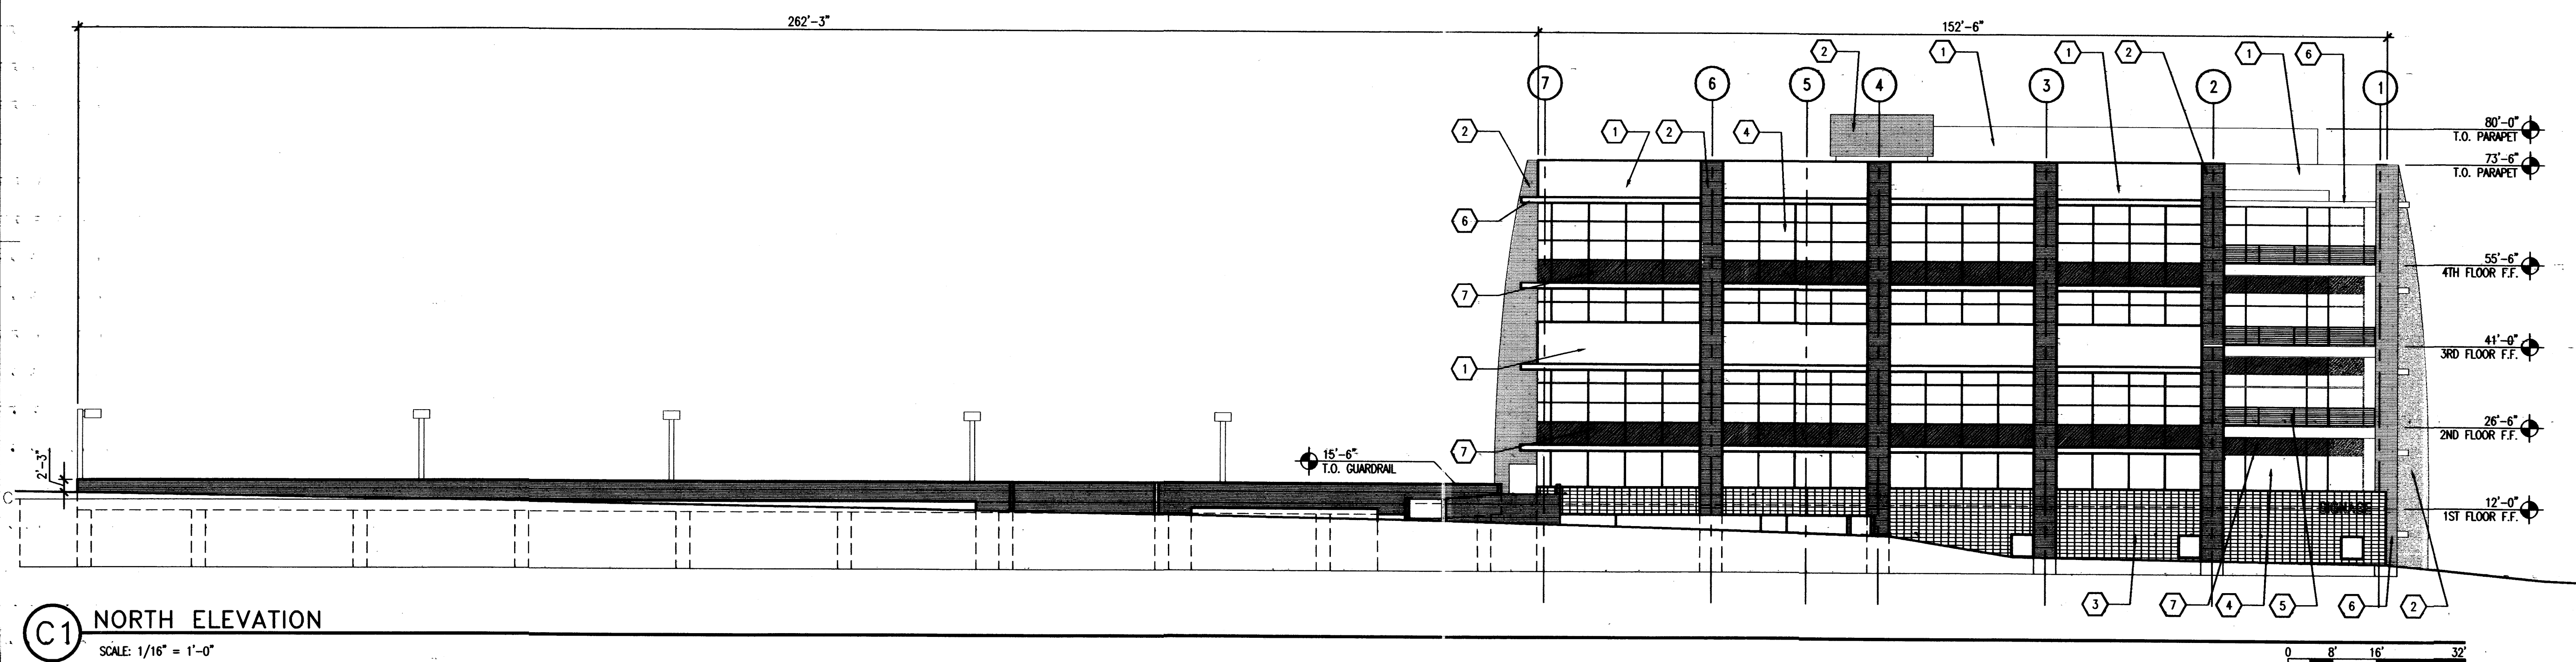 262'-3"
152'-6"
2 1 1 2 1 6
7 6 5 4 3 2 1
2 1 2 4
80'-0"
T.O. PARAPET
73'-6"
T.O. PARAPET
6
55'-6"
4TH FLOOR F.F.
7
41'-0"
3RD FLOOR F.F.
1
26'-6"
2ND FLOOR F.F.
7
15'-6"
T.O. GUARDRAIL
2'-3"
C
SIGNAGE
12'-0"
1ST FLOOR F.F.
3 7 4 5 6 2
C1 NORTH ELEVATION
SCALE: 1/16" = 1'-0"
0 8' 16' 32'